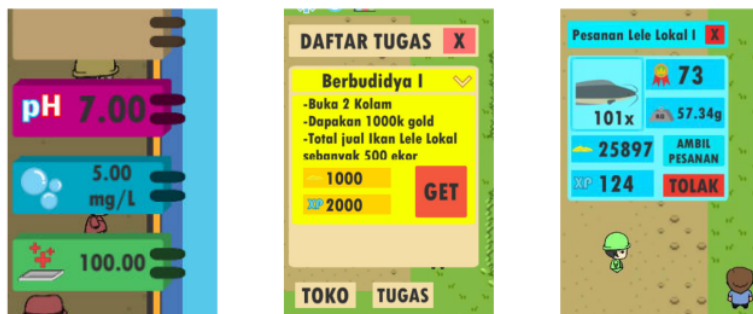 pH 7.00
5.00
mg/L
100.00
DAFTAR TUGAS X
Berbudidya I
-Buka 2 Kolam
-Dapakan 1000k gold
-Total jual Ikan Lele Lokal
sebanyak 500 ekor
1000
XP 2000
GET
TOKO TUGAS
Pesanan Lele Lokal I X
73
101x
57.34g
25897
AMBIL
PESANAN
XP 124
TOLAK